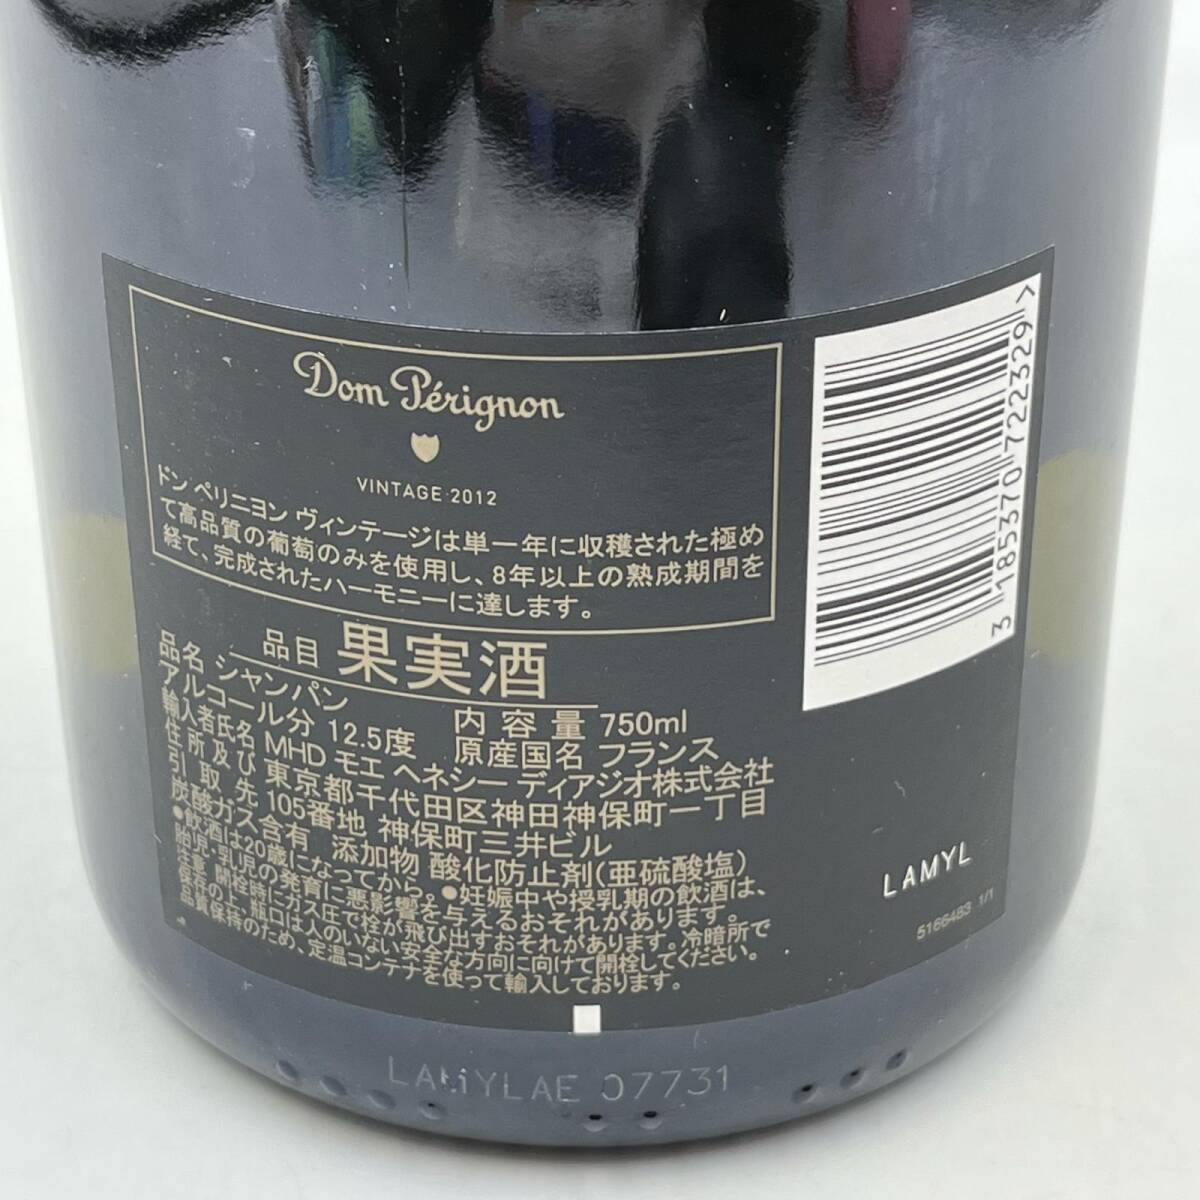 Dom Pérignon
VINTAGE 2012
ドン ペリニヨン ヴィンテージは単一年に収穫された極め
て高品質の葡萄のみを使用し、8年以上の熟成期間を
経て、完成されたハーモニーに達します。
品目 果実酒
品名 シャンパン 内容量 750ml
アルコール分 12.5度 原産国名 フランス
輸入者氏名 MHD モエ ヘネシー ディアジオ株式会社
住所及び 東京都千代田区神田神保町一丁目
引取先 105番地 神保町三井ビル
炭酸ガス含有 添加物 酸化防止剤(亜硫酸塩)
●飲酒は20歳になってから。●妊娠中や授乳期の飲酒は、
胎児・乳児の発育に悪影響を与えるおそれがあります。
注意:開栓時にガス圧で栓が飛び出すおそれがあります。冷暗所で
保存の上、瓶口は人のいない安全な方向に向けて開栓してください。
品質保持のため、定温コンテナを使って輸入しております。
3 185370 722329 >
LAMYL
5166483 1/1
LAMYLAE 07731